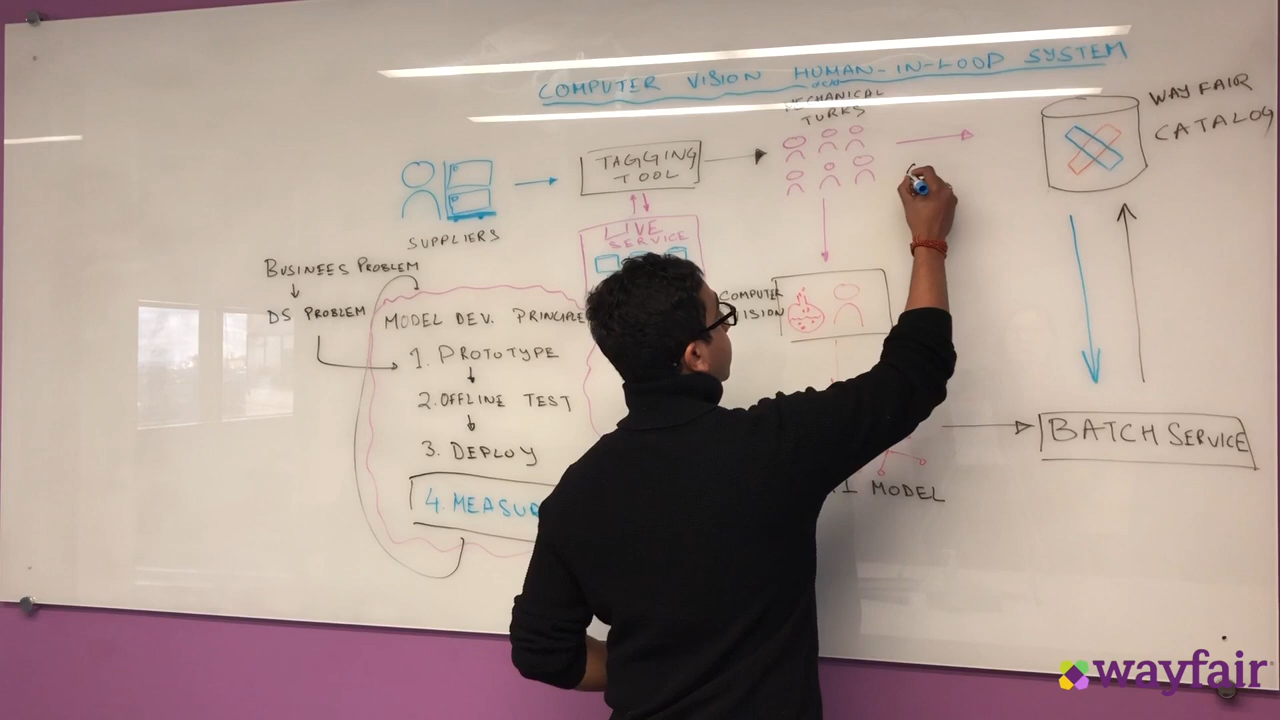 COMPUTER VISION HUMAN-IN-LOOP SYSTEM
MECHANICAL
TURKS
WAYFAIR
CATALOG
TAGGING
TOOL
SUPPLIERS
LIVE
SERVICE
BUSINEES PROBLEM
DS PROBLEM
MODEL DEV. PRINCIPLE
1. PROTOTYPE
2. OFFLINE TEST
3. DEPLOY
4. MEASUR
COMPUTER
VISION
BATCH SERVICE
MODEL
wayfair